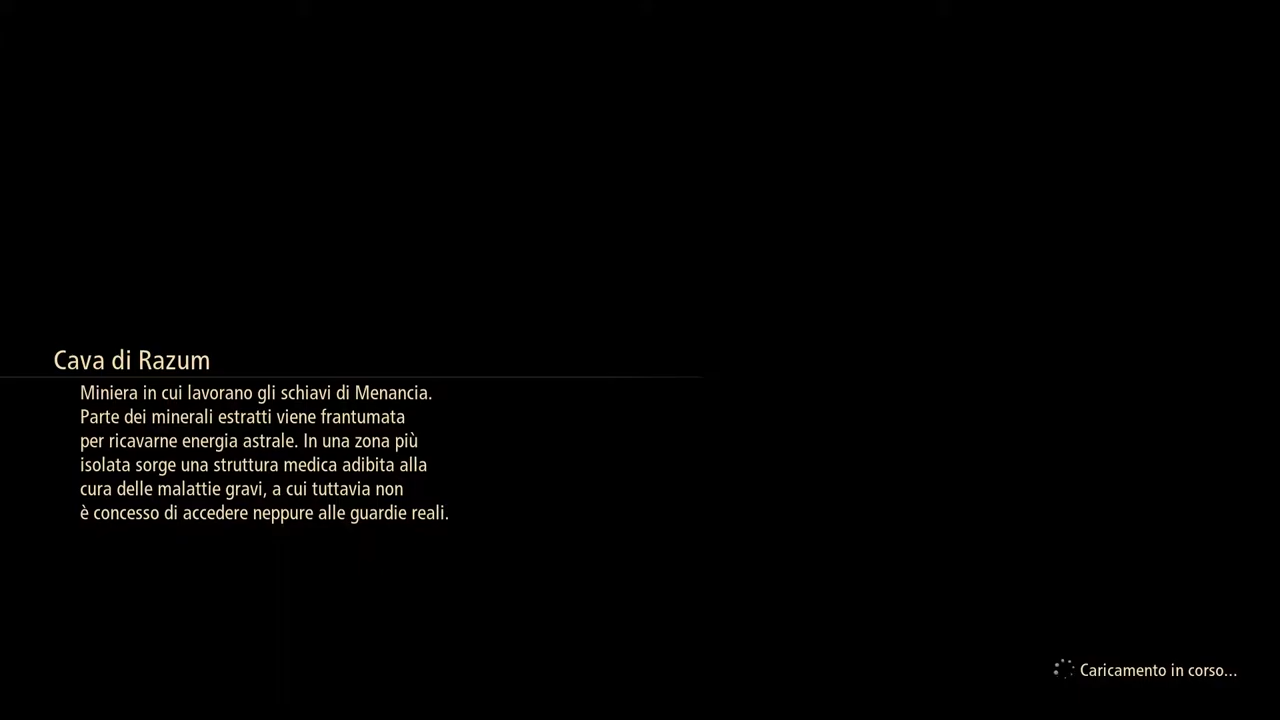 Cava di Razum
Miniera in cui lavorano gli schiavi di Menancia.
Parte dei minerali estratti viene frantumata
per ricavarne energia astrale. In una zona più
isolata sorge una struttura medica adibita alla
cura delle malattie gravi, a cui tuttavia non
è concesso di accedere neppure alle guardie reali.
Caricamento in corso...